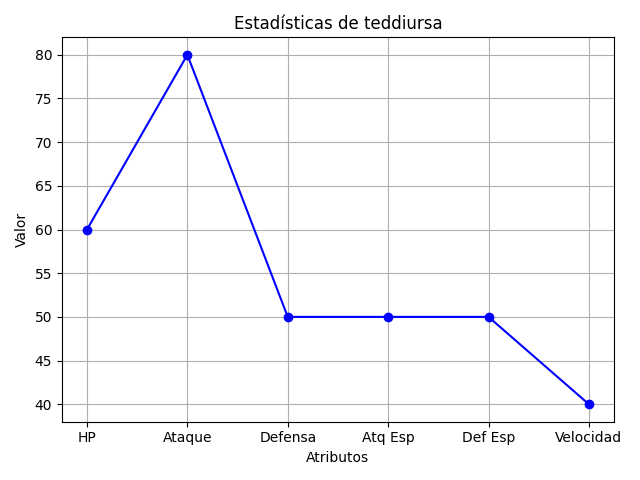 Estadísticas de teddiursa
Valor
80
75
70
65
60
55
50
45
40
HP Ataque Defensa Atq Esp Def Esp Velocidad
Atributos